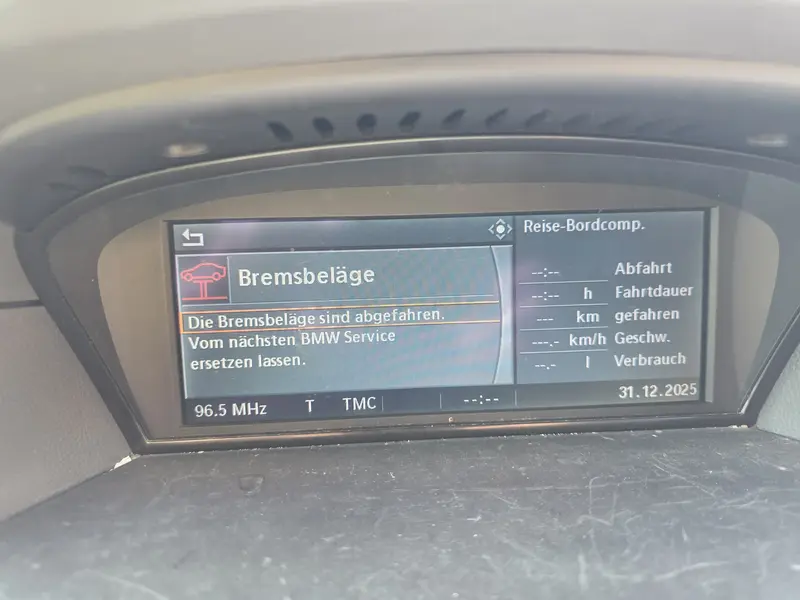 Bremsbeläge
Die Bremsbeläge sind abgefahren.
Vom nächsten BMW Service
ersetzen lassen.
Reise-Bordcomp.
--:-- Abfahrt
--:-- h Fahrtdauer
--- km gefahren
---.- km/h Geschw.
--.- l Verbrauch
96.5 MHz T TMC --:-- 31.12.2025